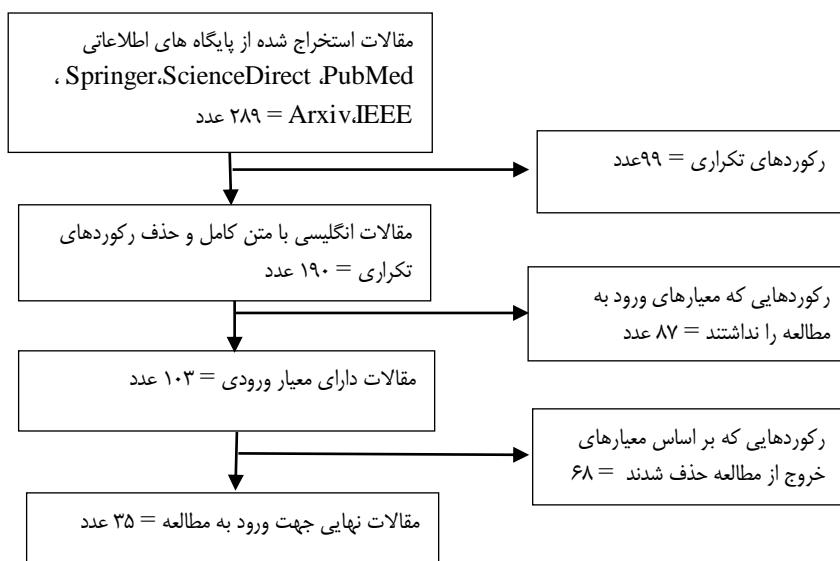 مقالات استخراج شده از پایگاه های اطلاعاتی
Springer،ScienceDirect ،PubMed ،
Arxiv،IEEE = ۲۸۹ عدد
رکوردهای تکراری = ۹۹عدد
مقالات انگلیسی با متن کامل و حذف رکوردهای
تکراری = ۱۹۰ عدد
رکوردهایی که معیارهای ورود به
مطالعه را نداشتند = ۸۷ عدد
مقالات دارای معیار ورودی = ۱۰۳ عدد
رکوردهایی که بر اساس معیارهای
خروج از مطالعه حذف شدند = ۶۸
مقالات نهایی جهت ورود به مطالعه = ۳۵ عدد